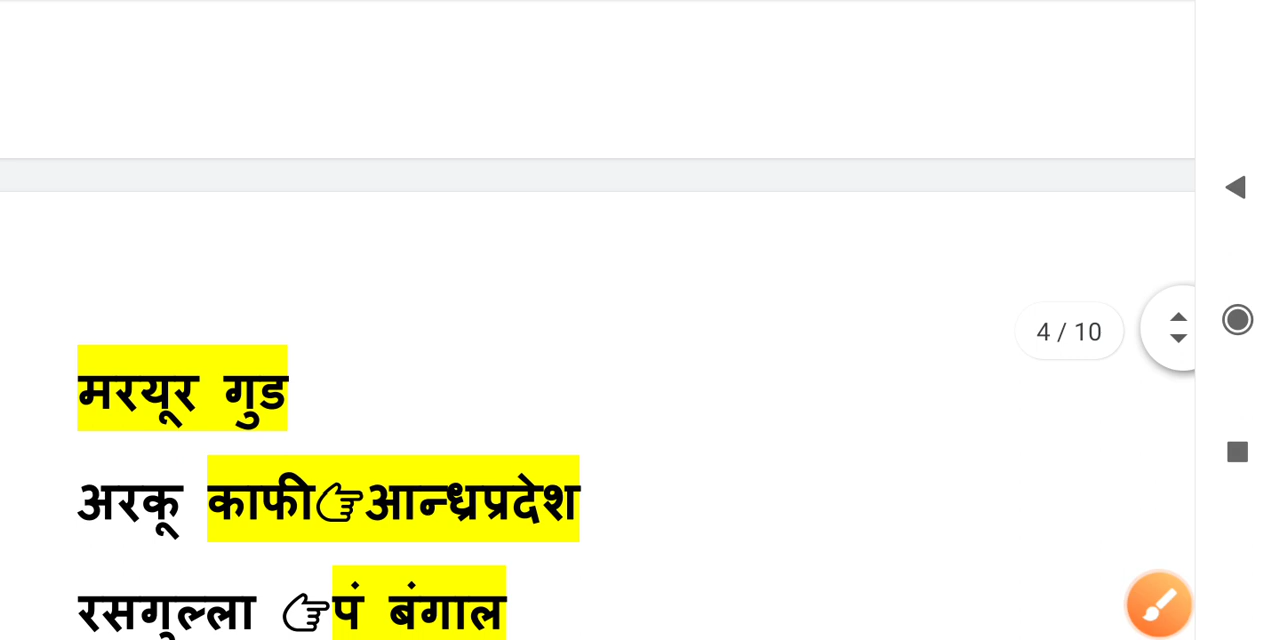 4 / 10
मरयूर गुड
अरकू काफी👉आन्ध्रप्रदेश
रसगुल्ला 👉पं बंगाल